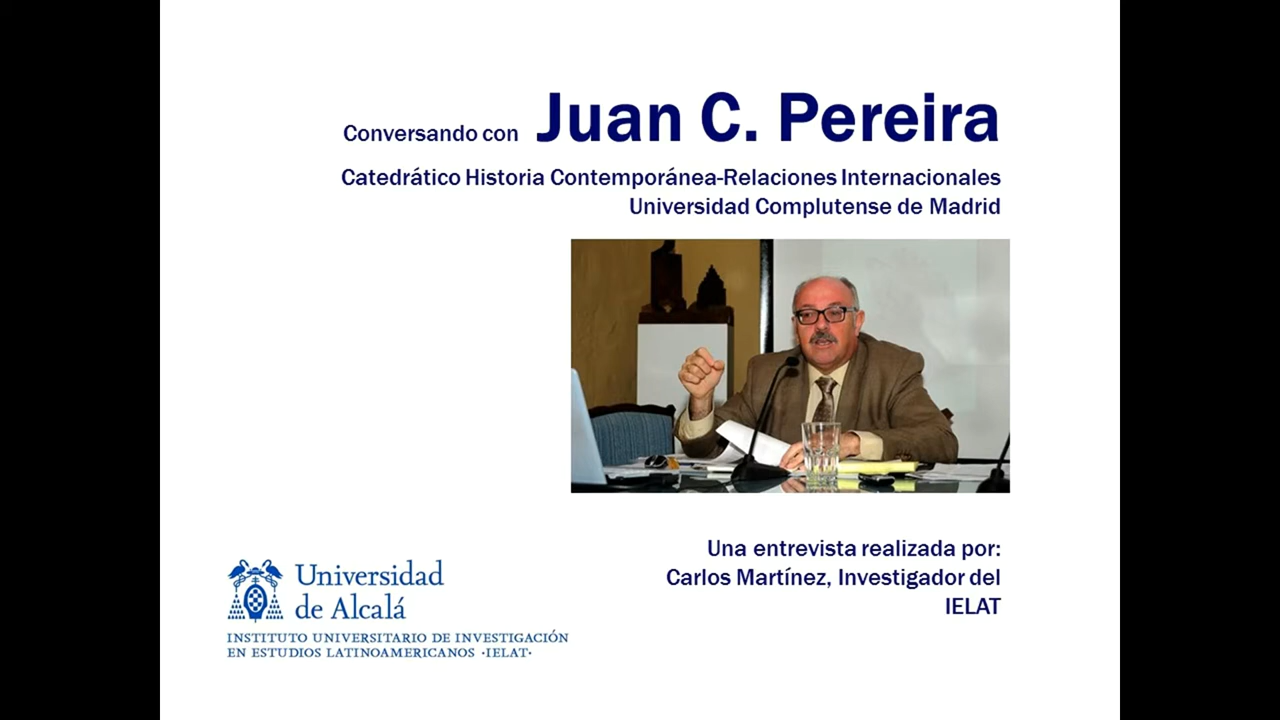 Conversando con Juan C. Pereira
Catedrático Historia Contemporánea-Relaciones Internacionales
Universidad Complutense de Madrid
Una entrevista realizada por:
Carlos Martínez, Investigador del
IELAT
Universidad
de Alcalá
INSTITUTO UNIVERSITARIO DE INVESTIGACIÓN
EN ESTUDIOS LATINOAMERICANOS ·IELAT·